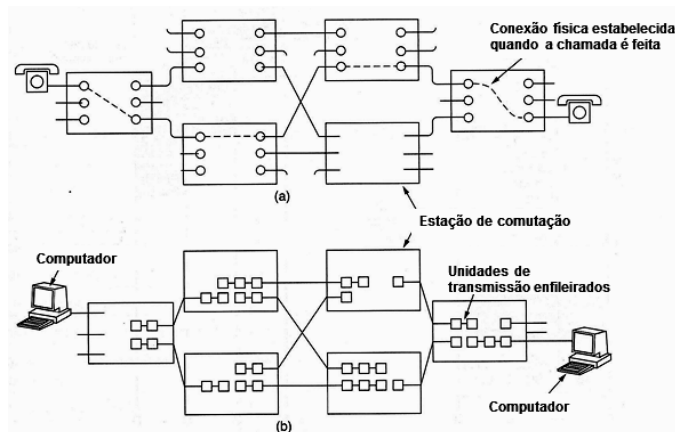 Conexão física estabelecida
quando a chamada é feita
(a)
Estação de comutação
Computador
Unidades de
transmissão enfileirados
Computador
(b)